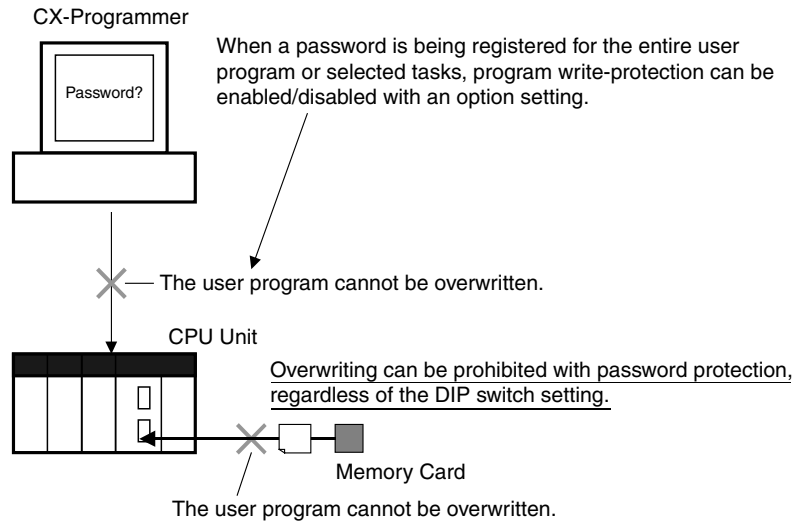 CX-Programmer
When a password is being registered for the entire user
program or selected tasks, program write-protection can be
enabled/disabled with an option setting.
Password?
The user program cannot be overwritten.
CPU Unit
Overwriting can be prohibited with password protection,
regardless of the DIP switch setting.
Memory Card
The user program cannot be overwritten.